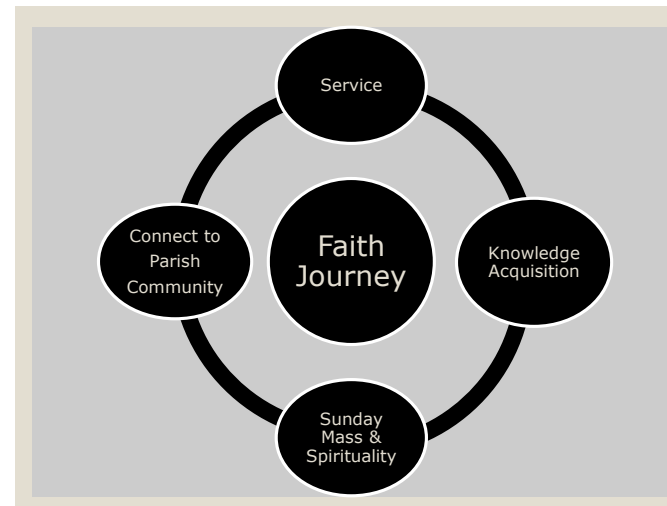 Service
Connect to
Parish
Community
Faith
Journey
Knowledge
Acquisition
Sunday
Mass &
Spirituality